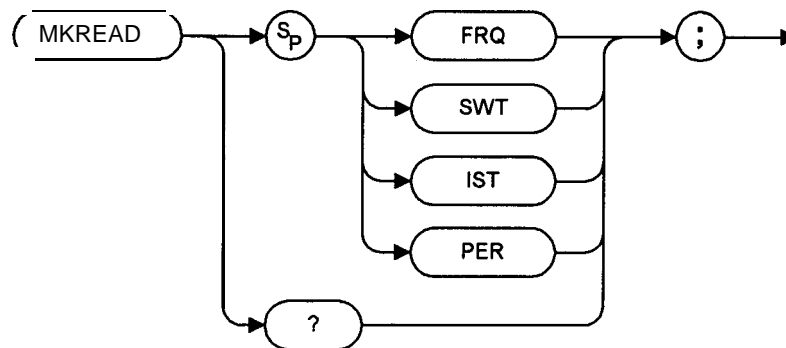 ( MKREAD
SP FRQ ;
SWT
IST
PER
?